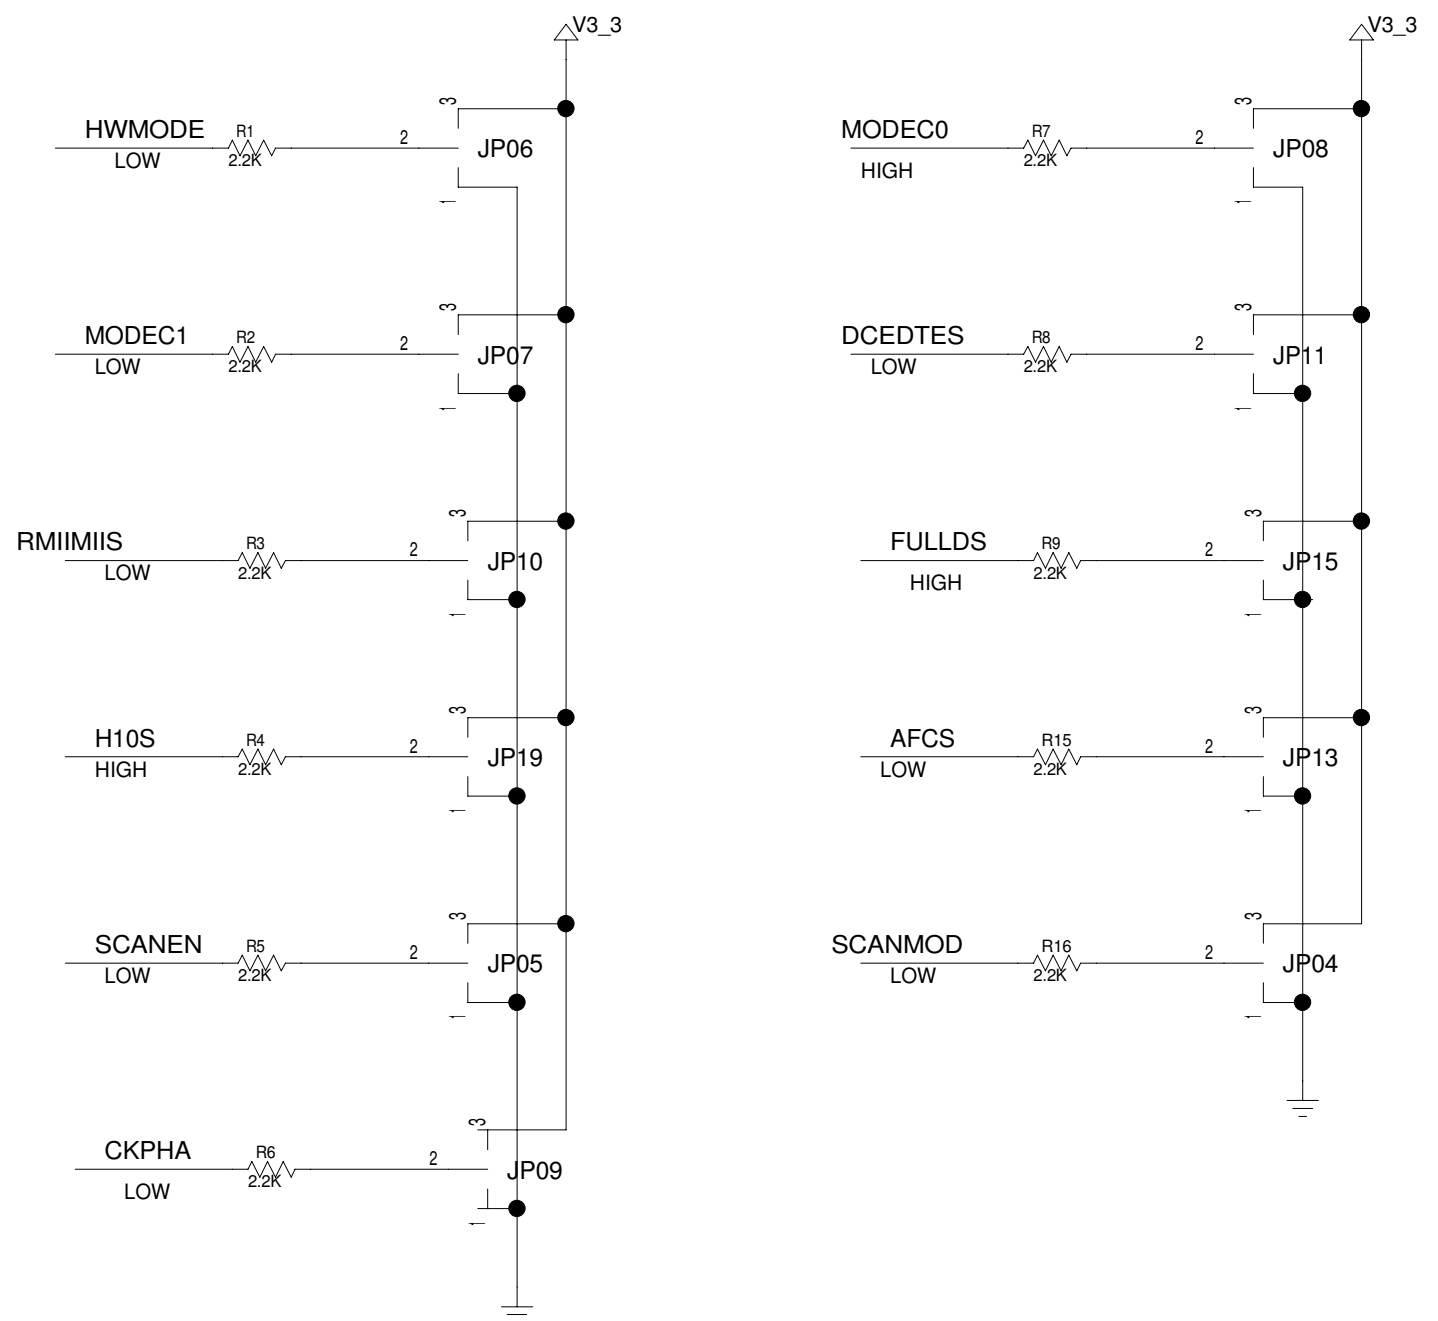 V3_3
3
HWMODE R1 2 JP06
LOW 2.2K
1
3
MODEC1 R2 2 JP07
LOW 2.2K
1
3
RMIIMIIS R3 2 JP10
LOW 2.2K
1
3
H10S R4 2 JP19
HIGH 2.2K
1
3
SCANEN R5 2 JP05
LOW 2.2K
1
3
CKPHA R6 2 JP09
LOW 2.2K
1
V3_3
3
MODEC0 R7 2 JP08
HIGH 2.2K
1
3
DCEDTES R8 2 JP11
LOW 2.2K
1
3
FULLDS R9 2 JP15
HIGH 2.2K
1
3
AFCS R15 2 JP13
LOW 2.2K
1
3
SCANMOD R16 2 JP04
LOW 2.2K
1